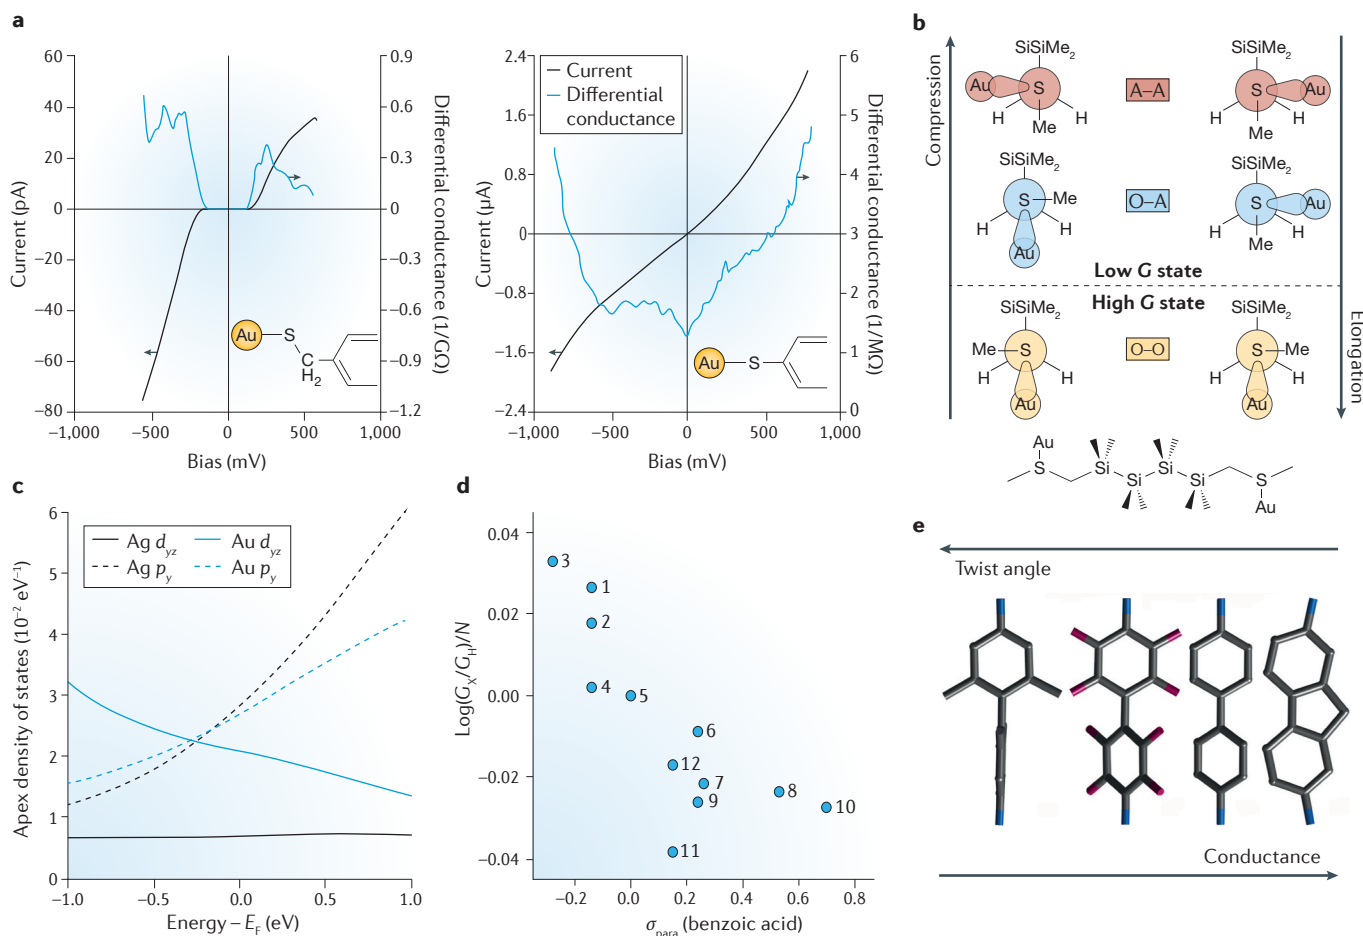 a
60
40
20
0
−20
−40
−60
−80
Current (pA)
0.9
0.6
0.3
0
−0.3
−0.6
−0.9
−1.2
Differential conductance (1/GΩ)
−1,000
−500
0
500
1,000
Bias (mV)
Au
S
C
H2
2.4
1.6
0.8
0
−0.8
−1.6
−2.4
Current (μA)
Current
Differential
conductance
6
5
4
3
2
1
0
Differential conductance (1/MΩ)
−1,000
−500
0
500
1,000
Bias (mV)
Au
S
b
Compression
Elongation
SiSiMe2
Au
S
H
H
Me
A–A
SiSiMe2
S
Au
H
H
Me
SiSiMe2
S
Me
H
H
Au
O–A
SiSiMe2
S
Au
H
H
Me
Low G state
High G state
SiSiMe2
Me
S
H
H
Au
O–O
SiSiMe2
S
Me
H
H
Au
Au
S
Si
Si
Si
Si
S
Au
c
6
5
4
3
2
1
0
Apex density of states (10−2 eV−1)
Ag dyz
Ag py
Au dyz
Au py
−1.0
−0.5
0.0
0.5
1.0
Energy – EF (eV)
d
0.04
0.02
0.00
−0.02
−0.04
Log(GX/GH)/N
3
1
2
4
5
6
12
7
9
8
10
11
−0.2
0.0
0.2
0.4
0.6
0.8
σpara (benzoic acid)
e
Twist angle
Conductance